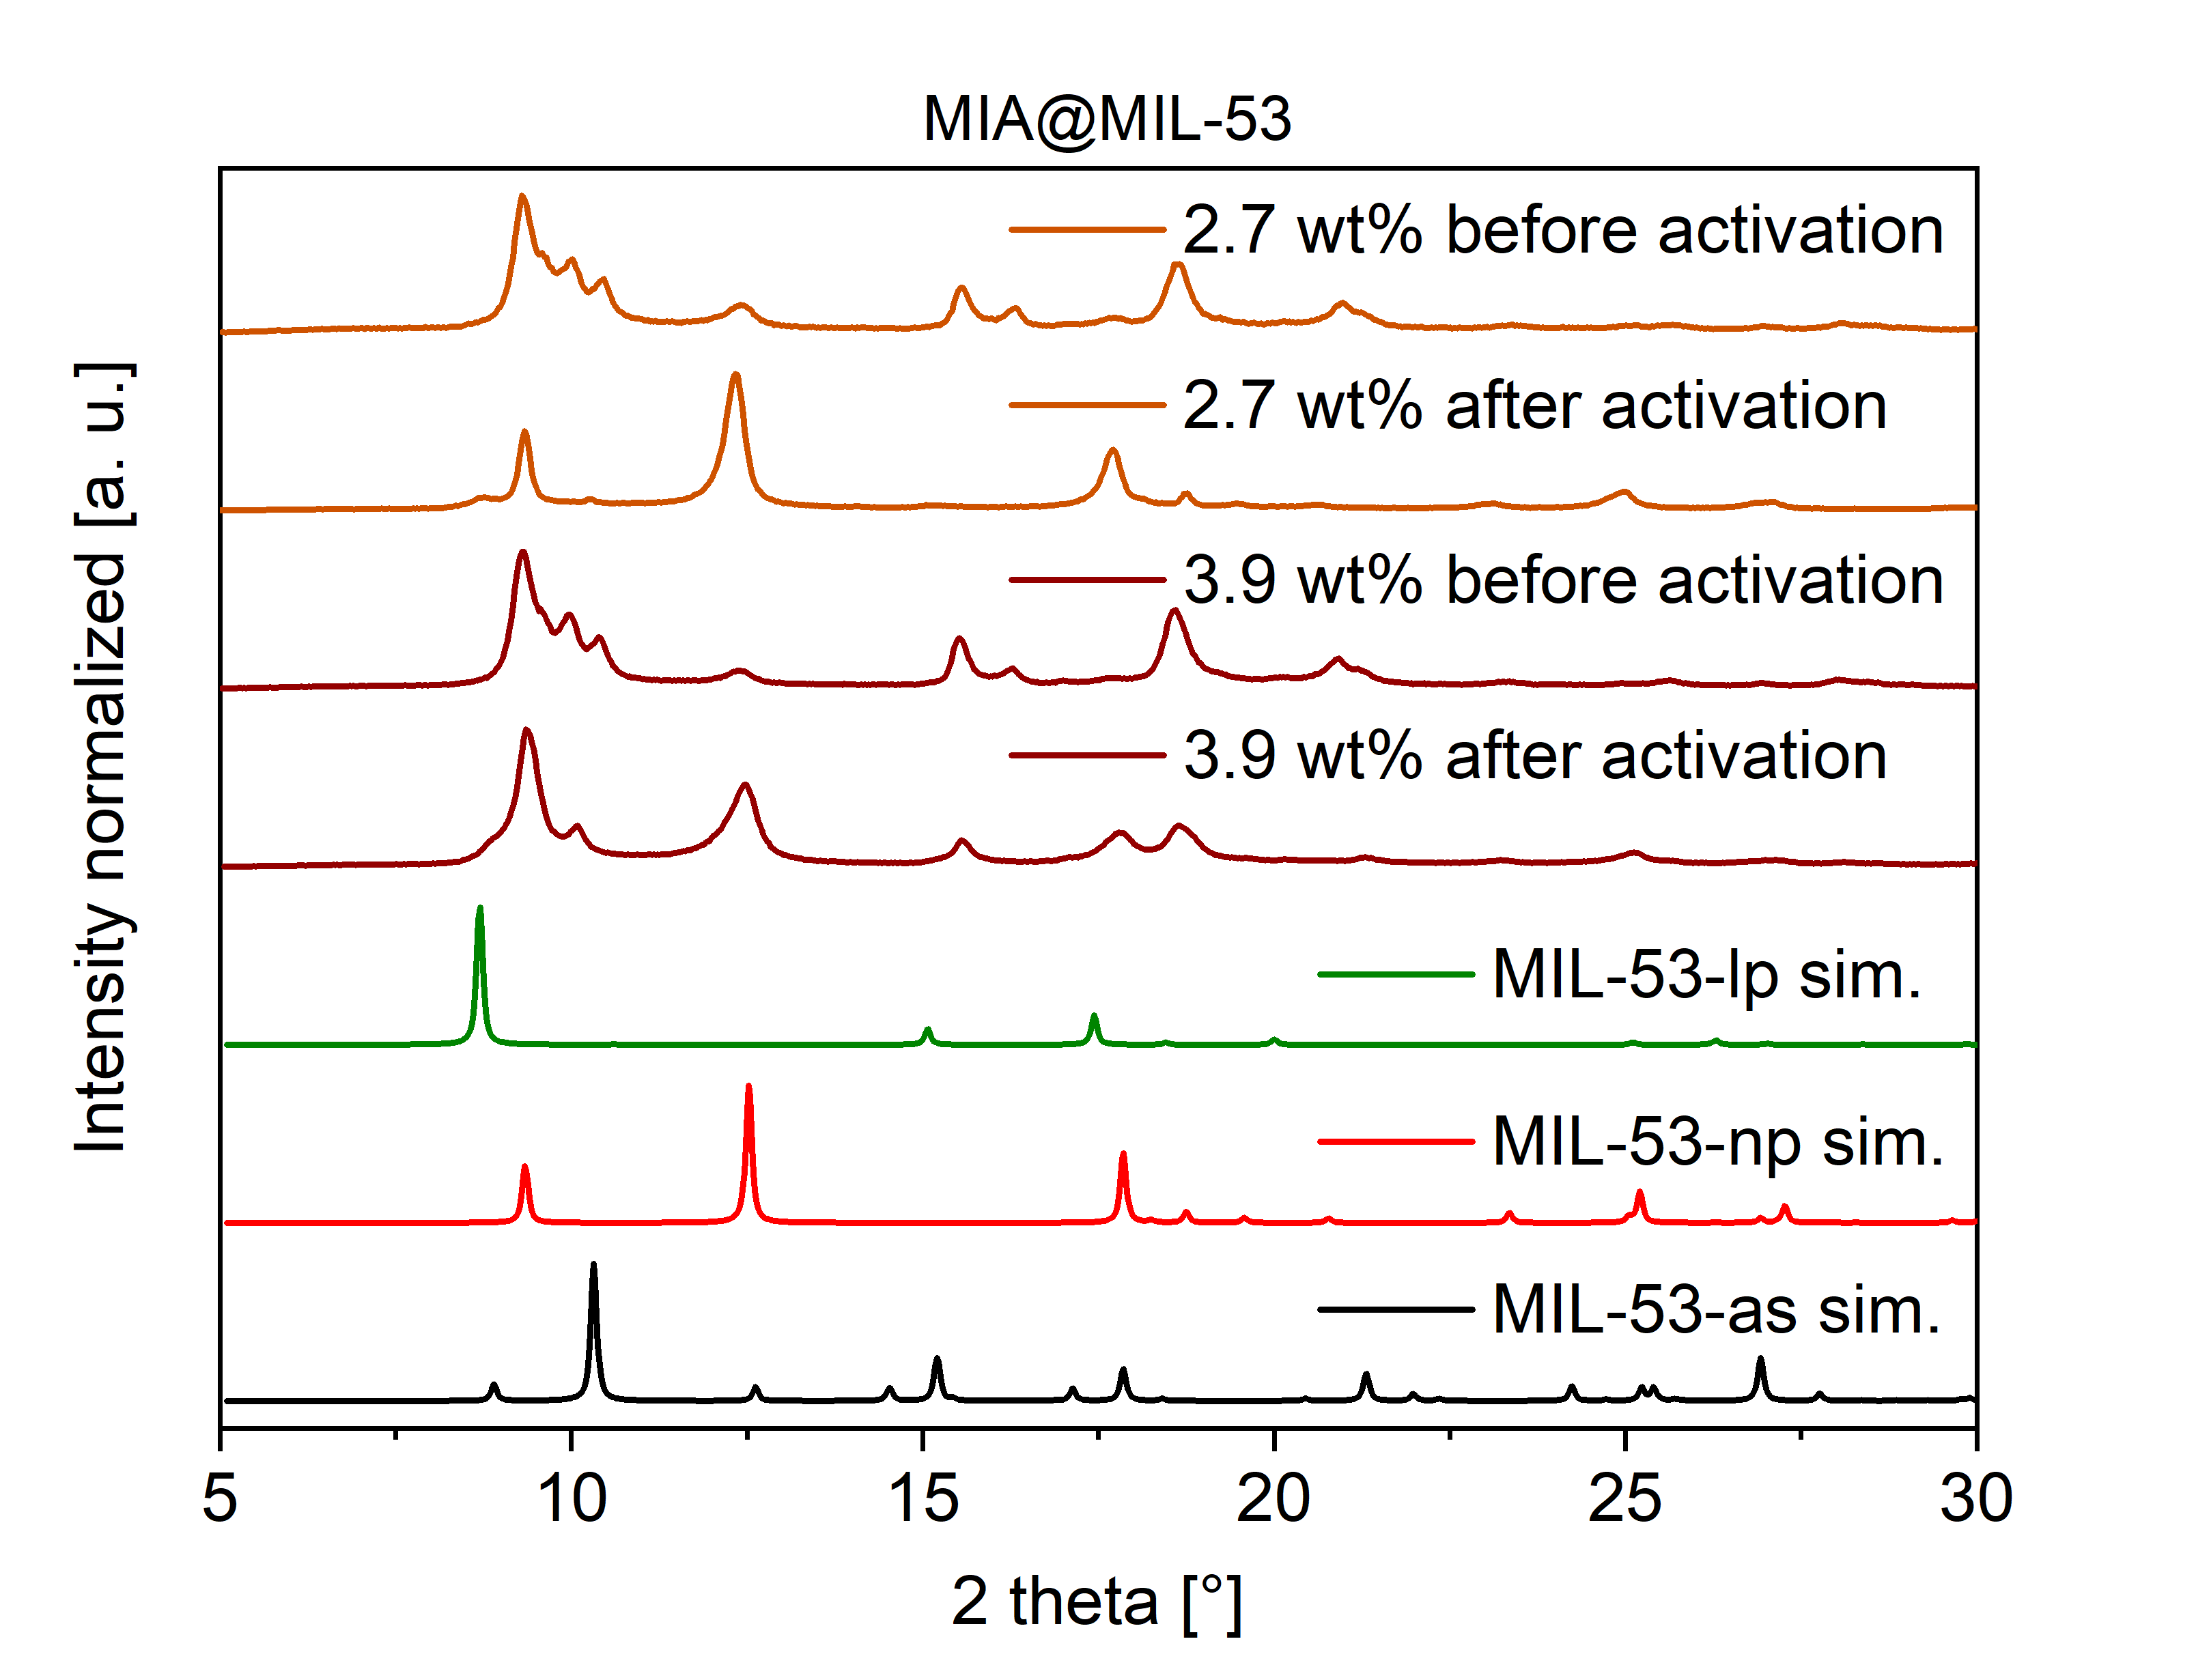 MIA@MIL-53
2.7 wt% before activation
2.7 wt% after activation
3.9 wt% before activation
3.9 wt% after activation
MIL-53-lp sim.
MIL-53-np sim.
MIL-53-as sim.
Intensity normalized [a. u.]
5 10 15 20 25 30
2 theta [°]